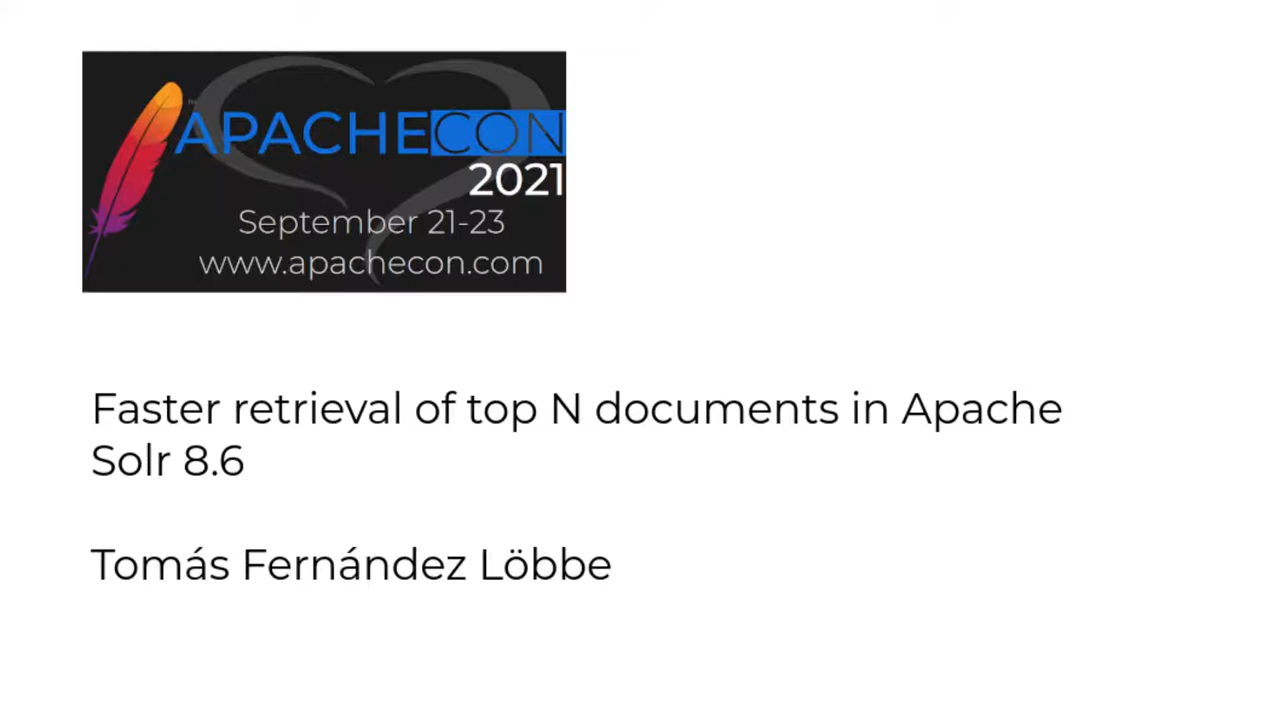 APACHECON
2021
September 21-23
www.apachecon.com
Faster retrieval of top N documents in Apache
Solr 8.6
Tomás Fernández Löbbe